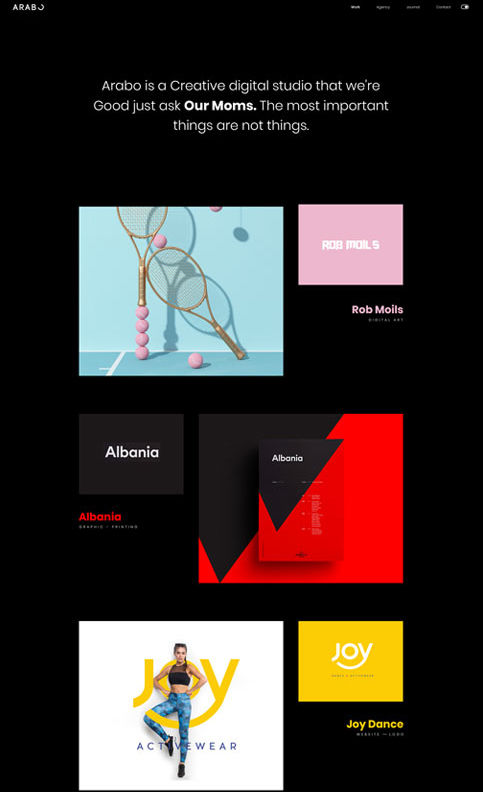 ARABO
Work
Agency
Journal
Contact
Arabo is a Creative digital studio that we're
Good just ask Our Moms. The most important
things are not things.
ROB MOILS
Rob Moils
DIGITAL ART
Albania
Albania
Albania
GRAPHIC + PRINTING
JOY
ACTIVEWEAR
JOY
Joy Dance
WEBSITE — LOGO